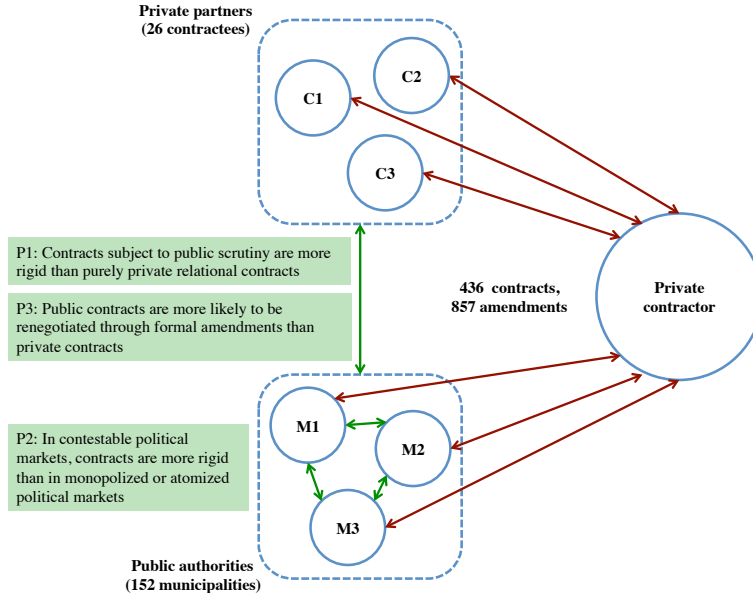 Private partners
(26 contractees)
C1
C2
C3
P1: Contracts subject to public scrutiny are more
rigid than purely private relational contracts
P3: Public contracts are more likely to be
renegotiated through formal amendments than
private contracts
436 contracts,
857 amendments
Private
contractor
P2: In contestable political
markets, contracts are more rigid
than in monopolized or atomized
political markets
M1
M2
M3
Public authorities
(152 municipalities)